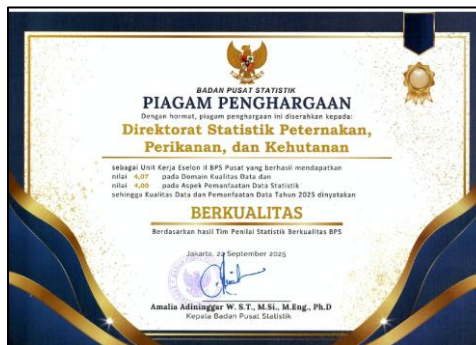 BADAN PUSAT STATISTIK
PIAGAM PENGHARGAAN
Dengan hormat, piagam penghargaan ini diserahkan kepada:
Direktorat Statistik Peternakan,
Perikanan, dan Kehutanan
sebagai Unit Kerja Eselon II BPS Pusat yang berhasil mendapatkan
nilai 4,07 pada Domain Kualitas Data dan
nilai 4,00 pada Aspek Pemanfaatan Data Statistik
sehingga Kualitas Data dan Pemanfaatan Data Tahun 2025 dinyatakan
BERKUALITAS
Berdasarkan hasil Tim Penilai Statistik Berkualitas BPS
Jakarta, September 2025
Amalia Adininggar W. S.T., M.Si., M.Eng., Ph.D
Kepala Badan Pusat Statistik